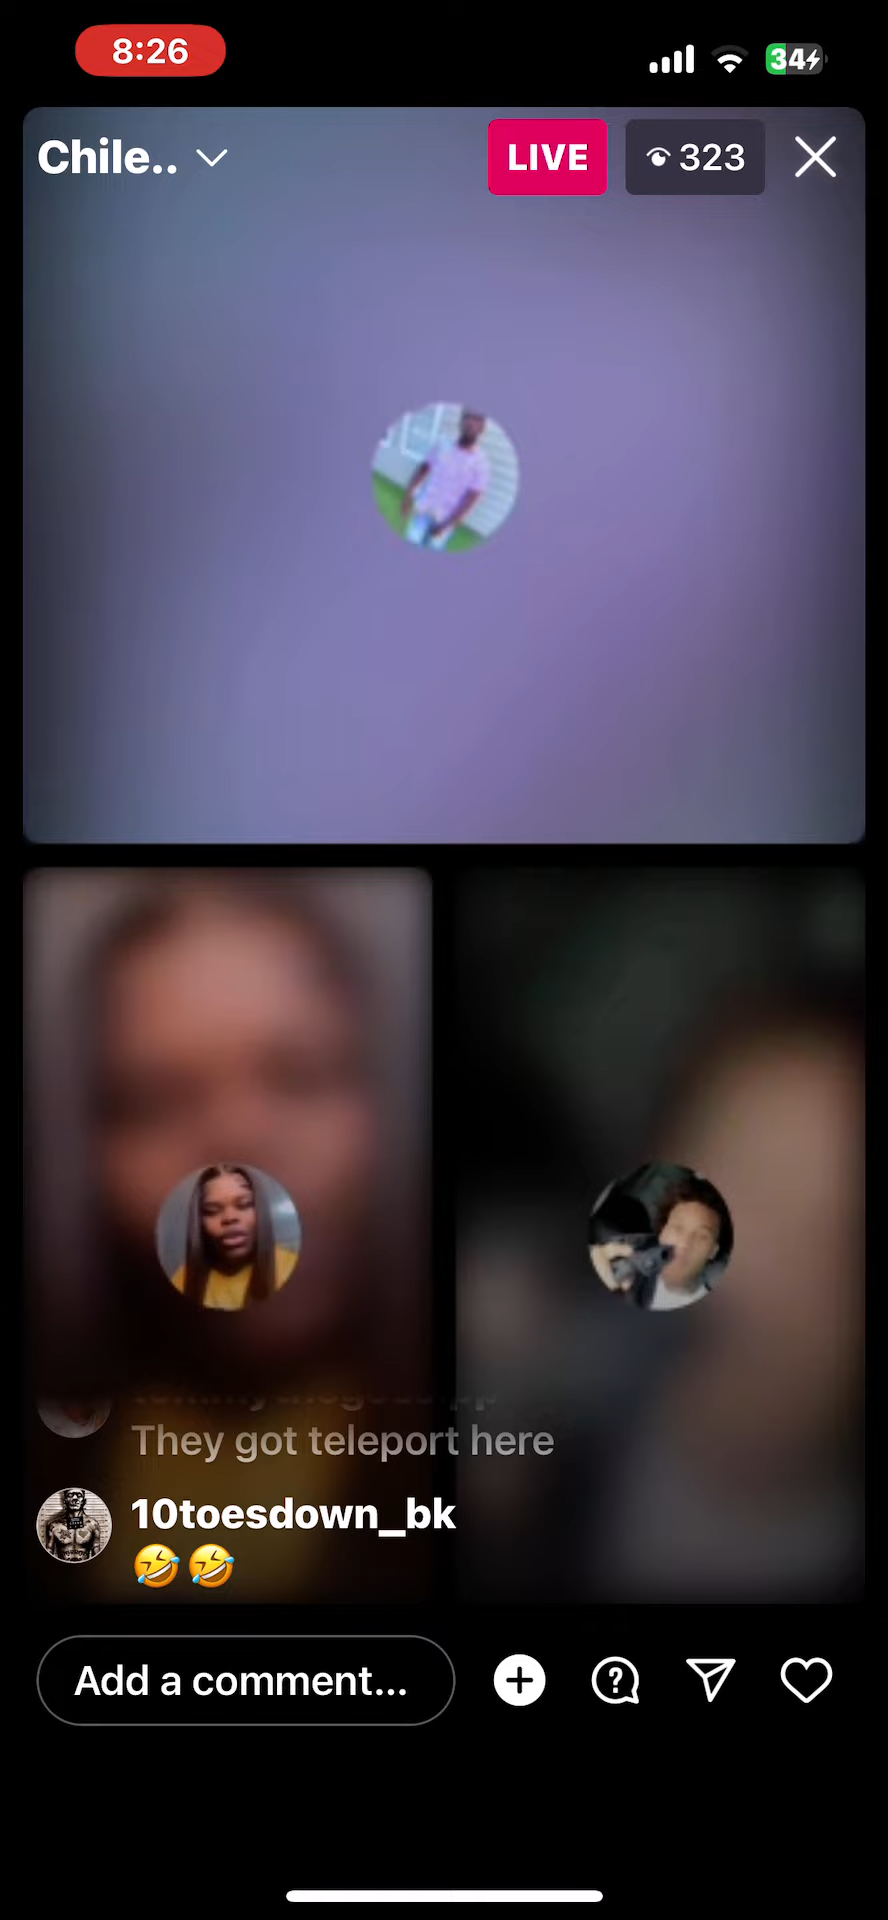 8:26
34
Chile..
LIVE
323
They got teleport here
10toesdown_bk
🤣🤣
Add a comment...